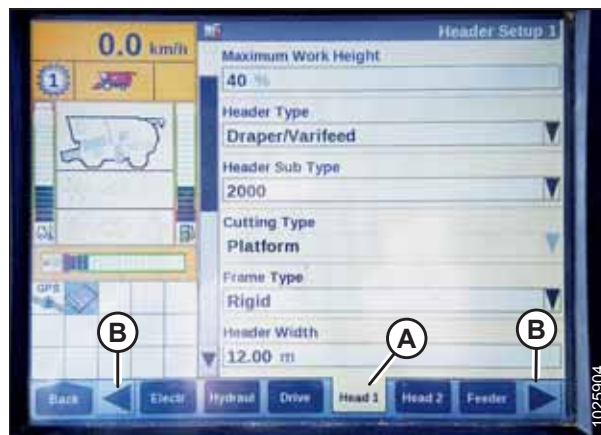 0.0 km/h
Header Setup 1
1
Maximum Work Height
40 %
Header Type
Draper/Varifeed
Header Sub Type
2000
Cutting Type
Platform
Frame Type
Rigid
GPS
Header Width
12.00 m
B
A
B
Back
Electr
Hydraul
Drive
Head 1
Head 2
Feeder
1025904